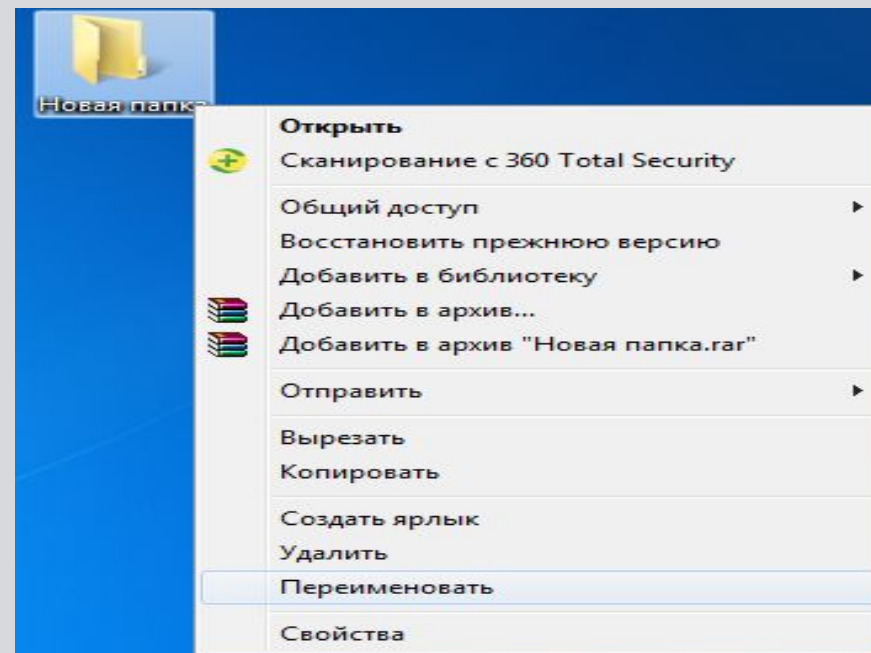 Новая папка
Открыть
Сканирование с 360 Total Security
Общий доступ
Восстановить прежнюю версию
Добавить в библиотеку
Добавить в архив...
Добавить в архив "Новая папка.rar"
Отправить
Вырезать
Копировать
Создать ярлык
Удалить
Переименовать
Свойства